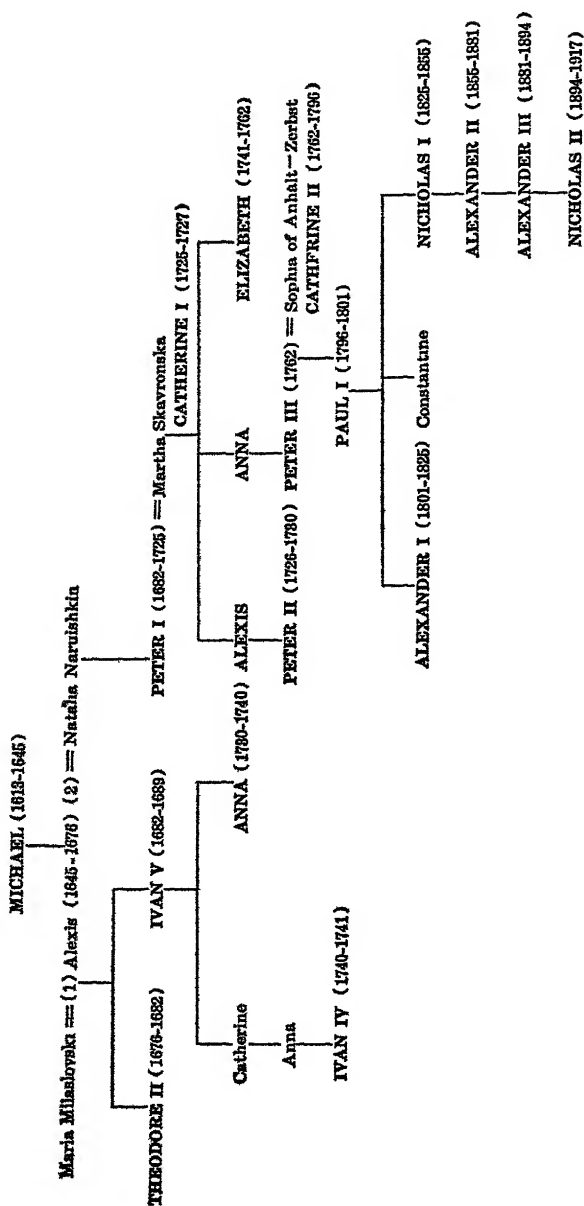 MICHAEL (1613-1645)
Maria Milaslovski == (1) Alexis (1645-1676) (2) == Natalia Naruishkin
THEODORE II (1676-1682) IVAN V (1682-1689) PETER I (1682-1725) == Martha Skavronska
CATHERINE I (1725-1727)
Catherine ANNA (1730-1740) ALEXIS ANNA ELIZABETH (1741-1762)
Anna PETER II (1726-1730) PETER III (1762) == Sophia of Anhalt-Zerbst
CATHFRINE II (1762-1796)
IVAN IV (1740-1741)
PAUL I (1796-1801)
ALEXANDER I (1801-1825) Constantine NICHOLAS I (1825-1855)
ALEXANDER II (1855-1881)
ALEXANDER III (1881-1894)
NICHOLAS II (1894-1917)